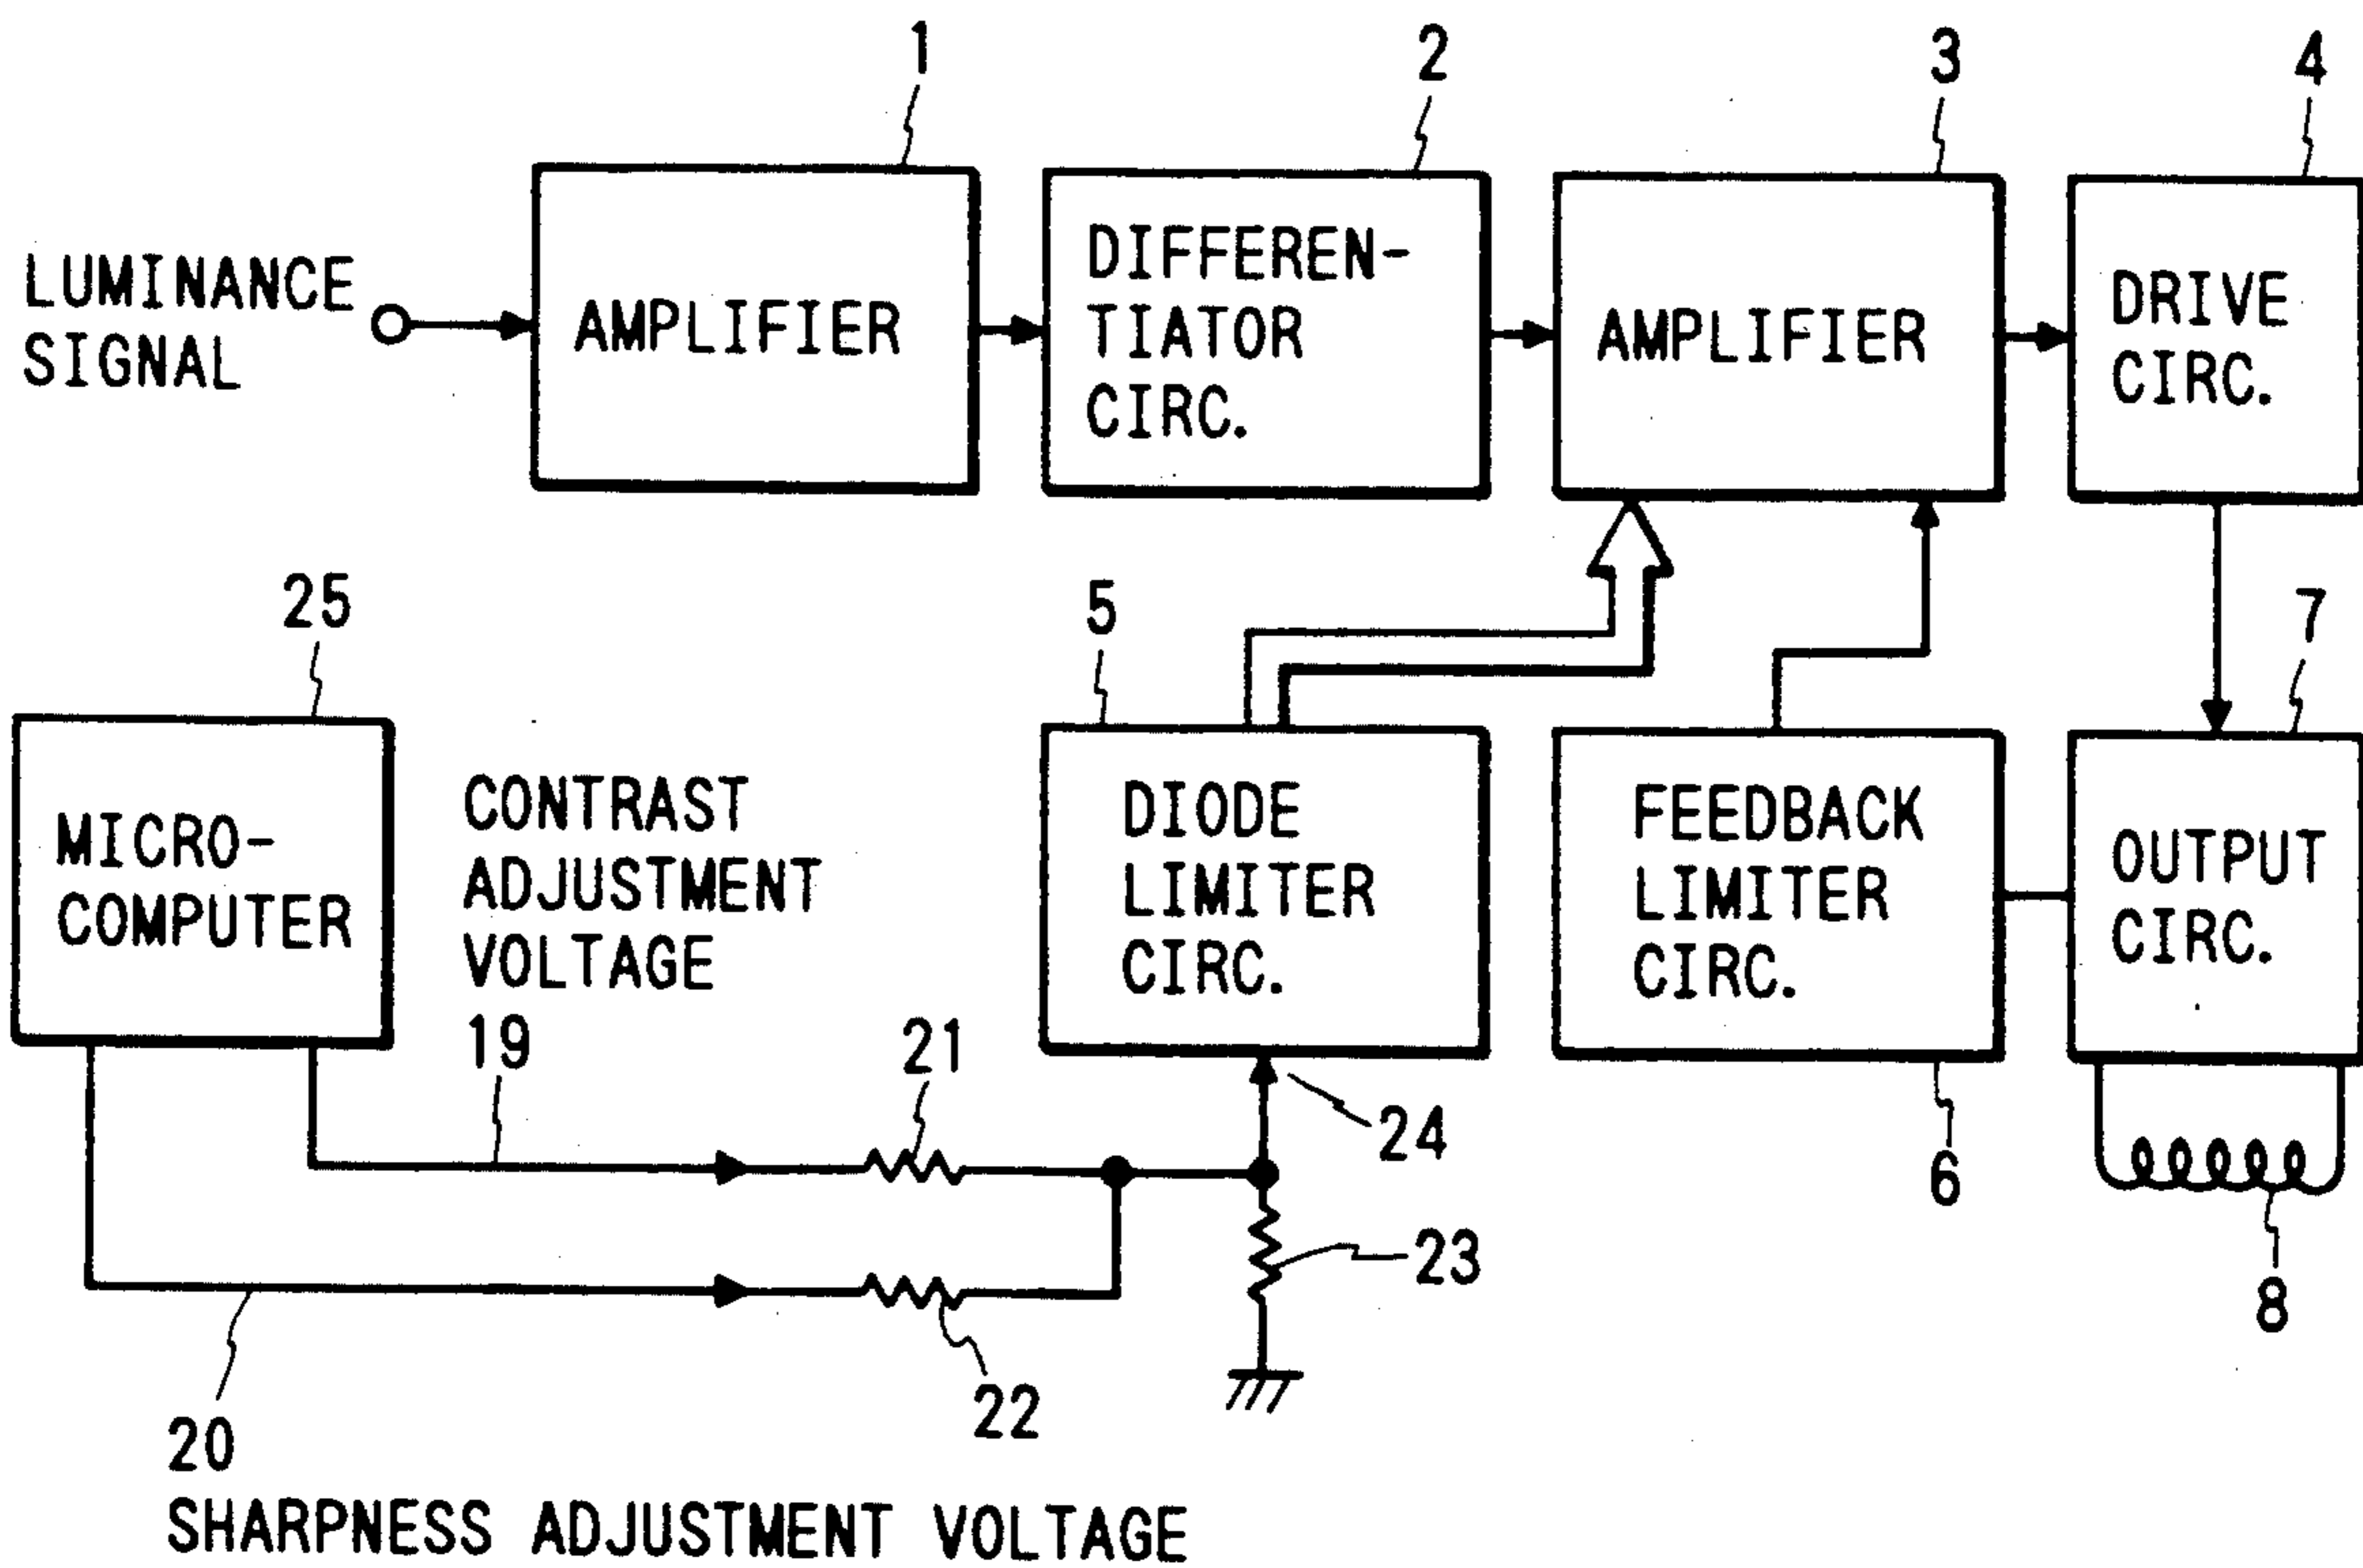 1
2
3
4
LUMINANCE
SIGNAL
AMPLIFIER
DIFFEREN-
TIATOR
CIRC.
AMPLIFIER
DRIVE
CIRC.
25
5
7
MICRO-
COMPUTER
CONTRAST
ADJUSTMENT
VOLTAGE
19
21
DIODE
LIMITER
CIRC.
FEEDBACK
LIMITER
CIRC.
OUTPUT
CIRC.
24
6
23
8
22
20
SHARPNESS ADJUSTMENT VOLTAGE